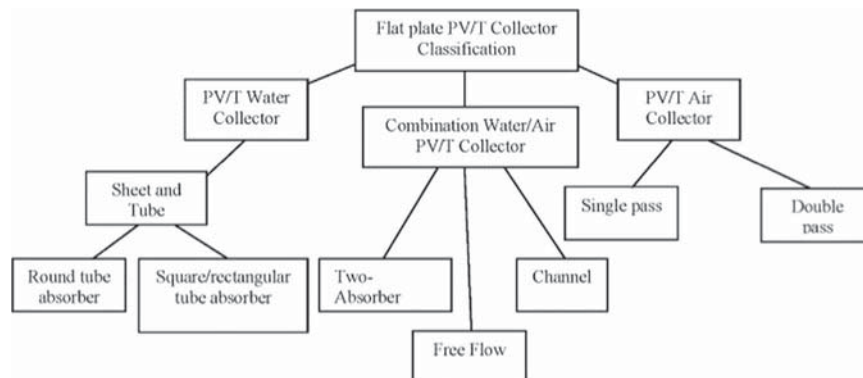 Flat plate PV/T Collector
Classification
PV/T Water
Collector
Combination Water/Air
PV/T Collector
PV/T Air
Collector
Sheet and
Tube
Single pass
Double
pass
Round tube
absorber
Square/rectangular
tube absorber
Two-
Absorber
Channel
Free Flow